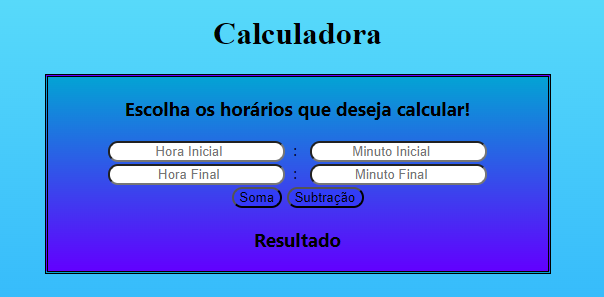 Calculadora
Escolha os horários que deseja calcular!
Hora Inicial : Minuto Inicial
Hora Final : Minuto Final
Soma Subtração
Resultado